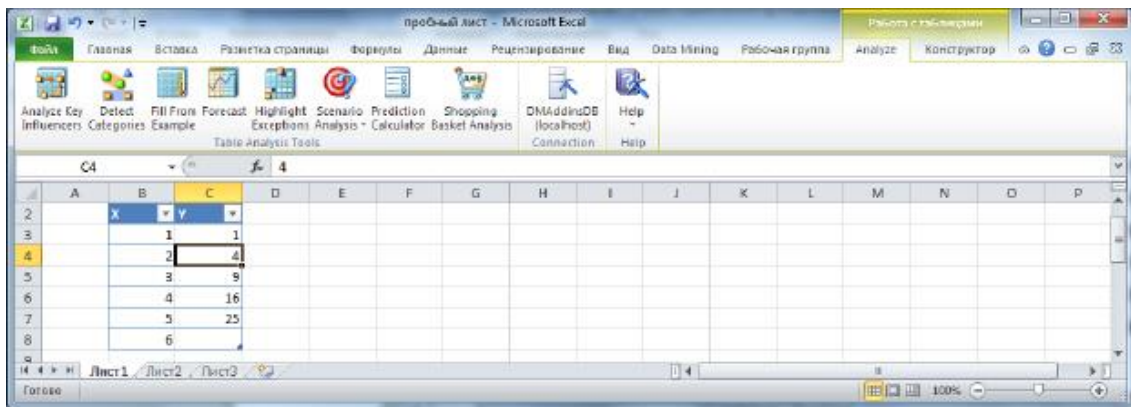 пробный лист - Microsoft Excel
Работа с таблицами
Файл Главная Вставка Разметка страницы Формулы Данные Рецензирование Вид Data Mining Рабочая группа Analyze Конструктор
Analyze Key Influencers Detect Categories Fill From Example Forecast Highlight Exceptions Scenario Analysis Prediction Calculator Shopping Basket Analysis DMAddinsDB (localhost) Help
Table Analysis Tools Connection Help
C4 fx 4
A B C D E F G H I J K L M N O P
2 X Y
3 1 1
4 2 4
5 3 9
6 4 16
7 5 25
8 6
9
Лист1 Лист2 Лист3
Готово 100%